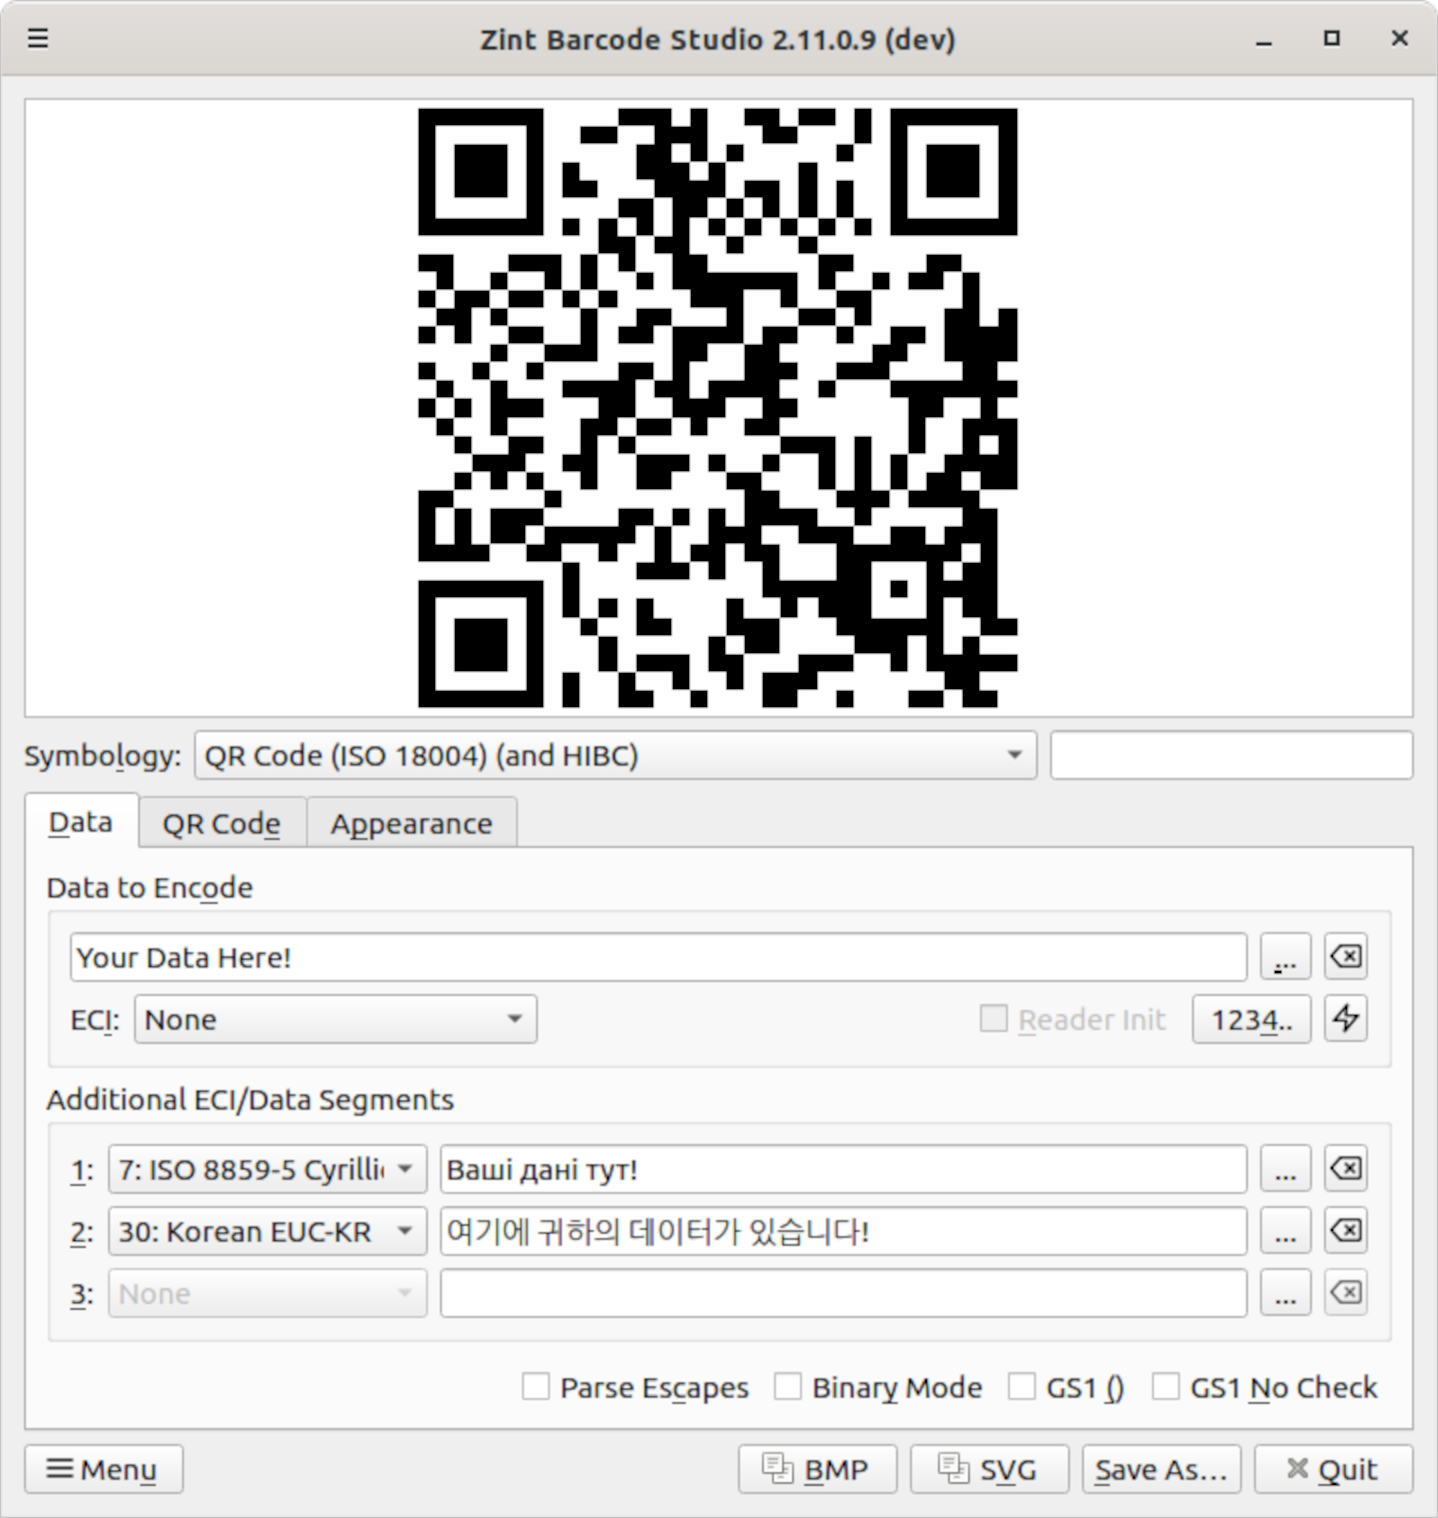 Zint Barcode Studio 2.11.0.9 (dev)
Symbology: QR Code (ISO 18004) (and HIBC)
Data QR Code Appearance
Data to Encode
Your Data Here! ...
ECI: None Reader Init 1234..
Additional ECI/Data Segments
1: 7: ISO 8859-5 Cyrillic Ваші дані тут! ...
2: 30: Korean EUC-KR 여기에 귀하의 데이터가 있습니다! ...
3: None ...
Parse Escapes Binary Mode GS1 () GS1 No Check
Menu BMP SVG Save As... Quit